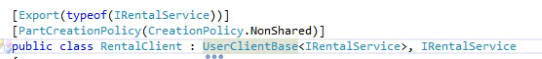 [Export(typeof(IRentalService))]
[PartCreationPolicy(CreationPolicy.NonShared)]
public class RentalClient : UserClientBase<IRentalService>, IRentalService